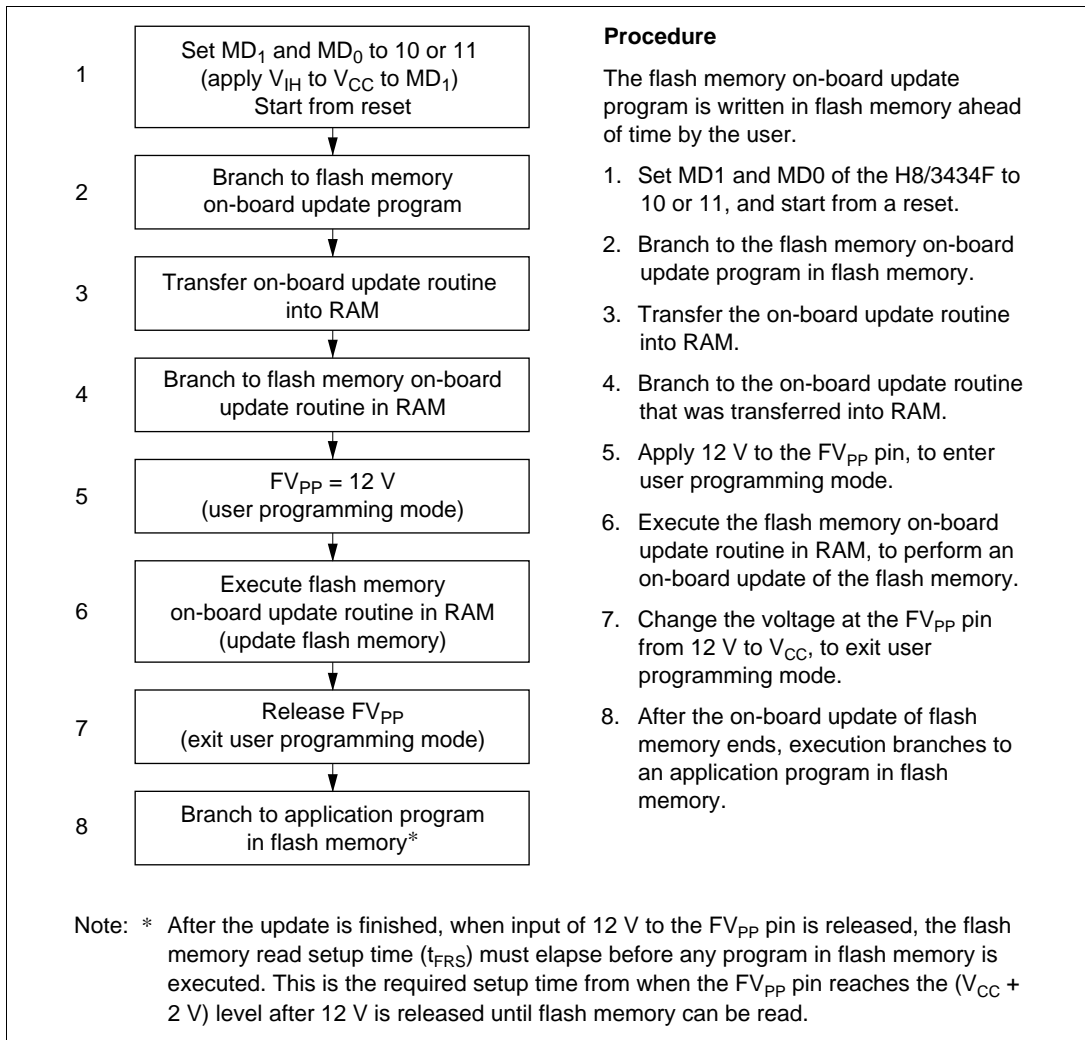 1
Set MD1 and MD0 to 10 or 11
(apply VIH to VCC to MD1)
Start from reset
2
Branch to flash memory
on-board update program
3
Transfer on-board update routine
into RAM
4
Branch to flash memory on-board
update routine in RAM
5
FVPP = 12 V
(user programming mode)
6
Execute flash memory
on-board update routine in RAM
(update flash memory)
7
Release FVPP
(exit user programming mode)
8
Branch to application program
in flash memory*
Procedure
The flash memory on-board update
program is written in flash memory ahead
of time by the user.
1. Set MD1 and MD0 of the H8/3434F to
10 or 11, and start from a reset.
2. Branch to the flash memory on-board
update program in flash memory.
3. Transfer the on-board update routine
into RAM.
4. Branch to the on-board update routine
that was transferred into RAM.
5. Apply 12 V to the FVPP pin, to enter
user programming mode.
6. Execute the flash memory on-board
update routine in RAM, to perform an
on-board update of the flash memory.
7. Change the voltage at the FVPP pin
from 12 V to VCC, to exit user
programming mode.
8. After the on-board update of flash
memory ends, execution branches to
an application program in flash
memory.
Note: * After the update is finished, when input of 12 V to the FVPP pin is released, the flash
memory read setup time (tFRS) must elapse before any program in flash memory is
executed. This is the required setup time from when the FVPP pin reaches the (VCC +
2 V) level after 12 V is released until flash memory can be read.